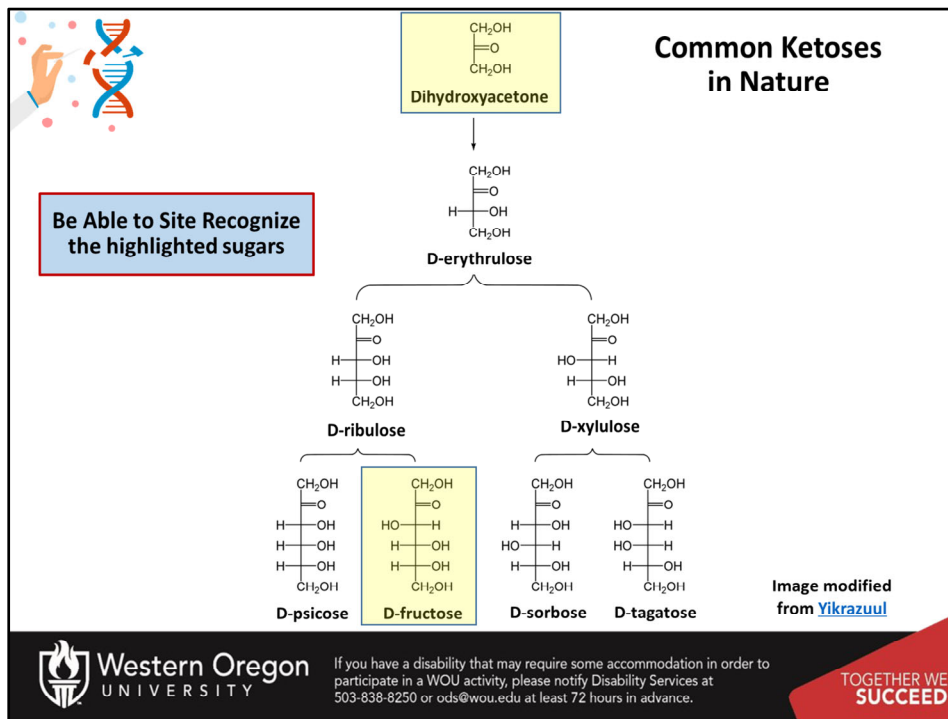 Common Ketoses
in Nature
CH₂OH
=O
CH₂OH
Dihydroxyacetone
Be Able to Site Recognize
the highlighted sugars
CH₂OH
=O
H OH
CH₂OH
D-erythrulose
CH₂OH
=O
H OH
H OH
CH₂OH
D-ribulose
CH₂OH
=O
HO H
H OH
CH₂OH
D-xylulose
CH₂OH
=O
H OH
H OH
H OH
CH₂OH
D-psicose
CH₂OH
=O
HO H
H OH
H OH
CH₂OH
D-fructose
CH₂OH
=O
H OH
HO H
H OH
CH₂OH
D-sorbose
CH₂OH
=O
HO H
HO H
H OH
CH₂OH
D-tagatose
Image modified
from Yikrazuul
Western Oregon
UNIVERSITY
If you have a disability that may require some accommodation in order to
participate in a WOU activity, please notify Disability Services at
503-838-8250 or ods@wou.edu at least 72 hours in advance.
TOGETHER WE
SUCCEED